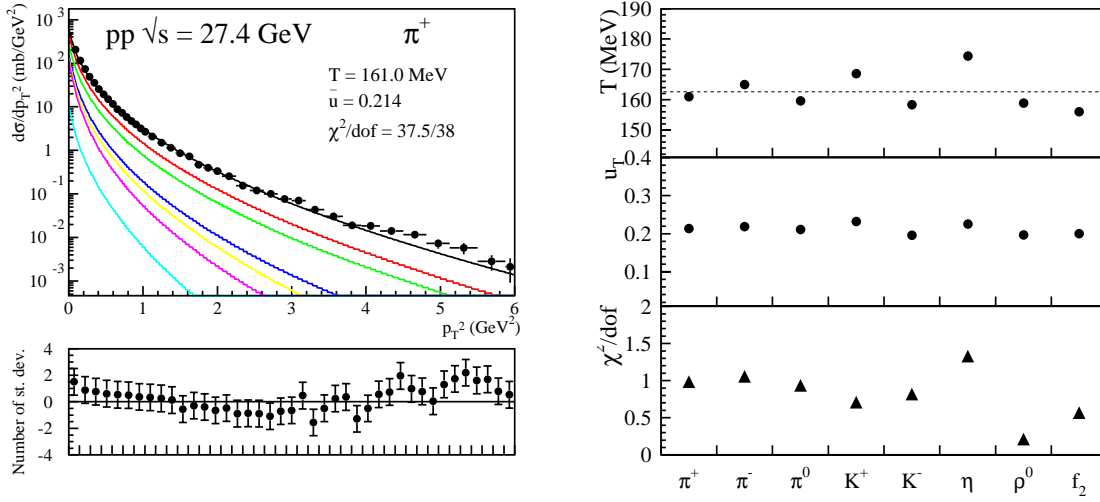 pp √s = 27.4 GeV
π⁺
T = 161.0 MeV
ū = 0.214
χ²/dof = 37.5/38
dσ/dp_T² (mb/GeV²)
10³
10²
10
1
10⁻¹
10⁻²
10⁻³
0 1 2 3 4 5 6
p_T² (GeV²)
Number of st. dev.
4
2
0
-2
-4
T (MeV)
190
180
170
160
150
u_T
0.4
0.3
0.2
0.1
χ²/dof
2
1.5
1
0.5
0
π⁺ π⁻ π⁰ K⁺ K⁻ η ρ⁰ f₂